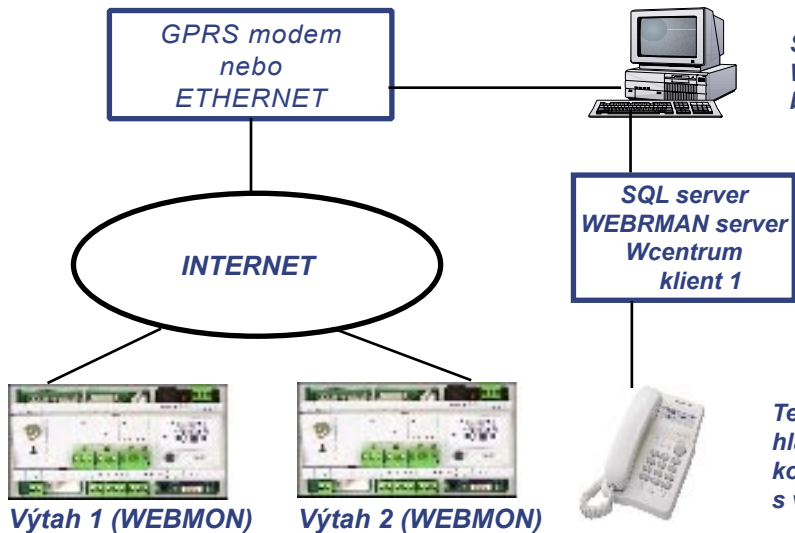 GPRS modem
nebo
ETHERNET
SQL server
WEBRMAN server
Wcentrum
klient 1
INTERNET
Výtah 1 (WEBMON)
Výtah 2 (WEBMON)